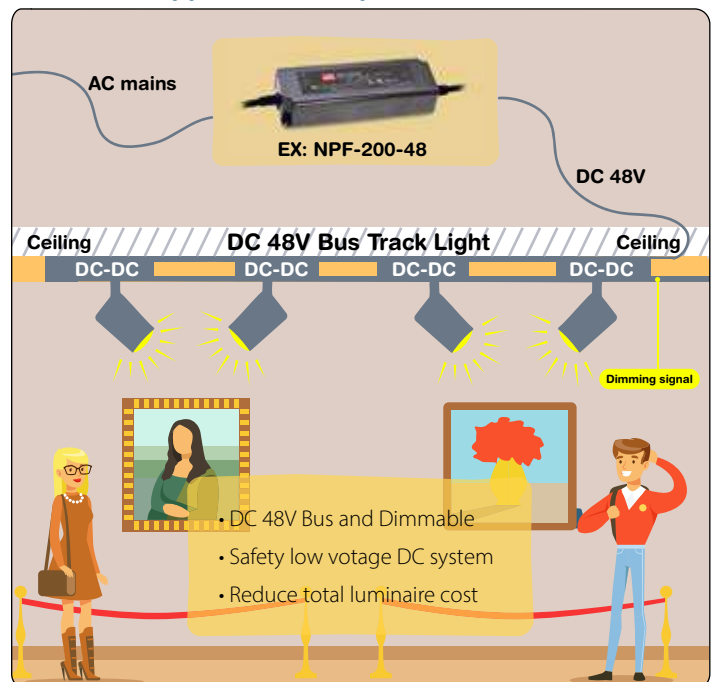 AC mains
EX: NPF-200-48
DC 48V
Ceiling
DC 48V Bus Track Light
Ceiling
DC-DC
DC-DC
DC-DC
DC-DC
Dimming signal
• DC 48V Bus and Dimmable
• Safety low votage DC system
• Reduce total luminaire cost